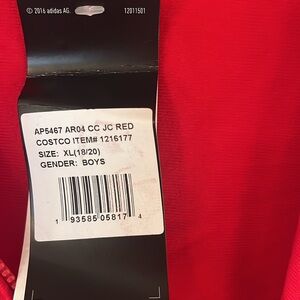 © 2016 adidas AG. 12011501
AP5467 AR04 CC JC RED
COSTCO ITEM# 1216177
SIZE: XL(18/20)
GENDER: BOYS
1 93585 05817 4